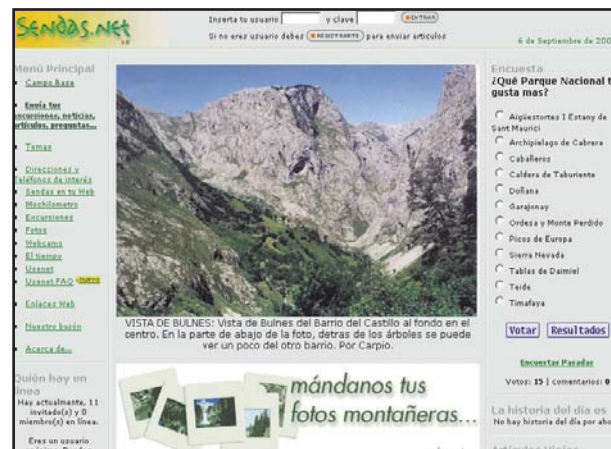 SENDAS.NET
Inserta tu usuario y clave ENTRAR
Si no eres usuario debes REGISTRARTE para enviar articulos
6 de Septiembre de 200
Menú Principal
Campo Base
Envía tus
excursiones, noticias,
artículos, preguntas...
Temas
Direcciones y
Teléfonos de interés
Sendas en tu Web
Mochilometro
Excursiones
Fotos
Webcams
El tiempo
Usenet
Usenet FAQ NUEVO
Enlaces Web
Nuestro buzón
Acerca de...
Quién hay en
línea
Hay actualmente, 11
invitado(s) y 0
miembro(s) en línea.
Eres un usuario
VISTA DE BULNES: Vista de Bulnes del Barrio del Castillo al fondo en el
centro. En la parte de abajo de la foto, detras de los árboles se puede
ver un poco del otro barrio. Por Carpio.
mándanos tus
fotos montañeras...
Encuesta
¿Qué Parque Nacional t
gusta mas?
Aigüestortes I Estany de
Sant Maurici
Archipielago de Cabrera
Cabañeros
Caldera de Taburiente
Doñana
Garajonay
Ordesa y Monte Perdido
Picos de Europa
Sierra Nevada
Tablas de Daimiel
Teide
Timafaya
Votar Resultados
Encuestas Pasadas
Votos: 15 | comentarios: 0
La historia del día es
No hay historia del día por aho